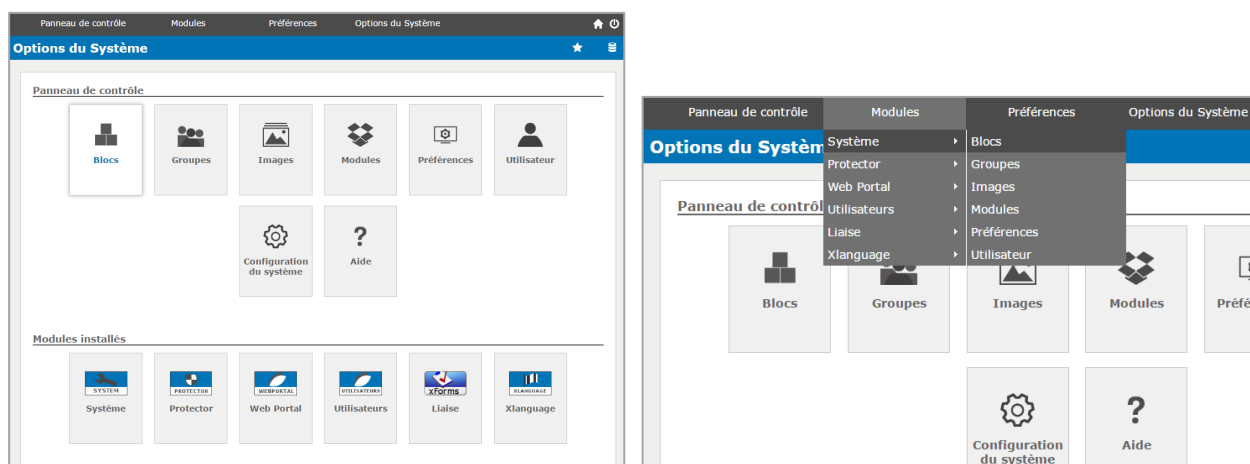 Panneau de contrôle Modules Préférences Options du Système
Options du Système
Panneau de contrôle
Blocs Groupes Images Modules Préférences Utilisateur
Configuration
du système
Aide
Modules installés
SYSTEM PROTECTOR WEBPORTAL UTILISATEURS xForms XLANGUAGE
Système Protector Web Portal Utilisateurs Liaise Xlanguage
Panneau de contrôle Modules Préférences Options du Système
Options du Systèm
Système Blocs
Protector Groupes
Web Portal Images
Utilisateurs Modules
Liaise Préférences
Xlanguage Utilisateur
Panneau de contrôl
Blocs Groupes Images Modules Préfé
Configuration
du système
Aide